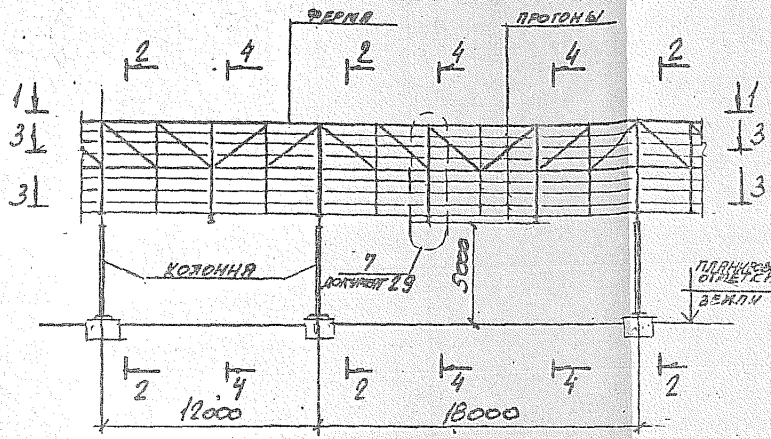 ФЕРМА
ПРОГОНЫ
2 4 2 4 4 2
1 1
3 3
3 3
КОЛОННА
7
ДОКУМЕНТ 29
5000
ЗЕМЛИ
2 4 2 4 4 2
12000
18000